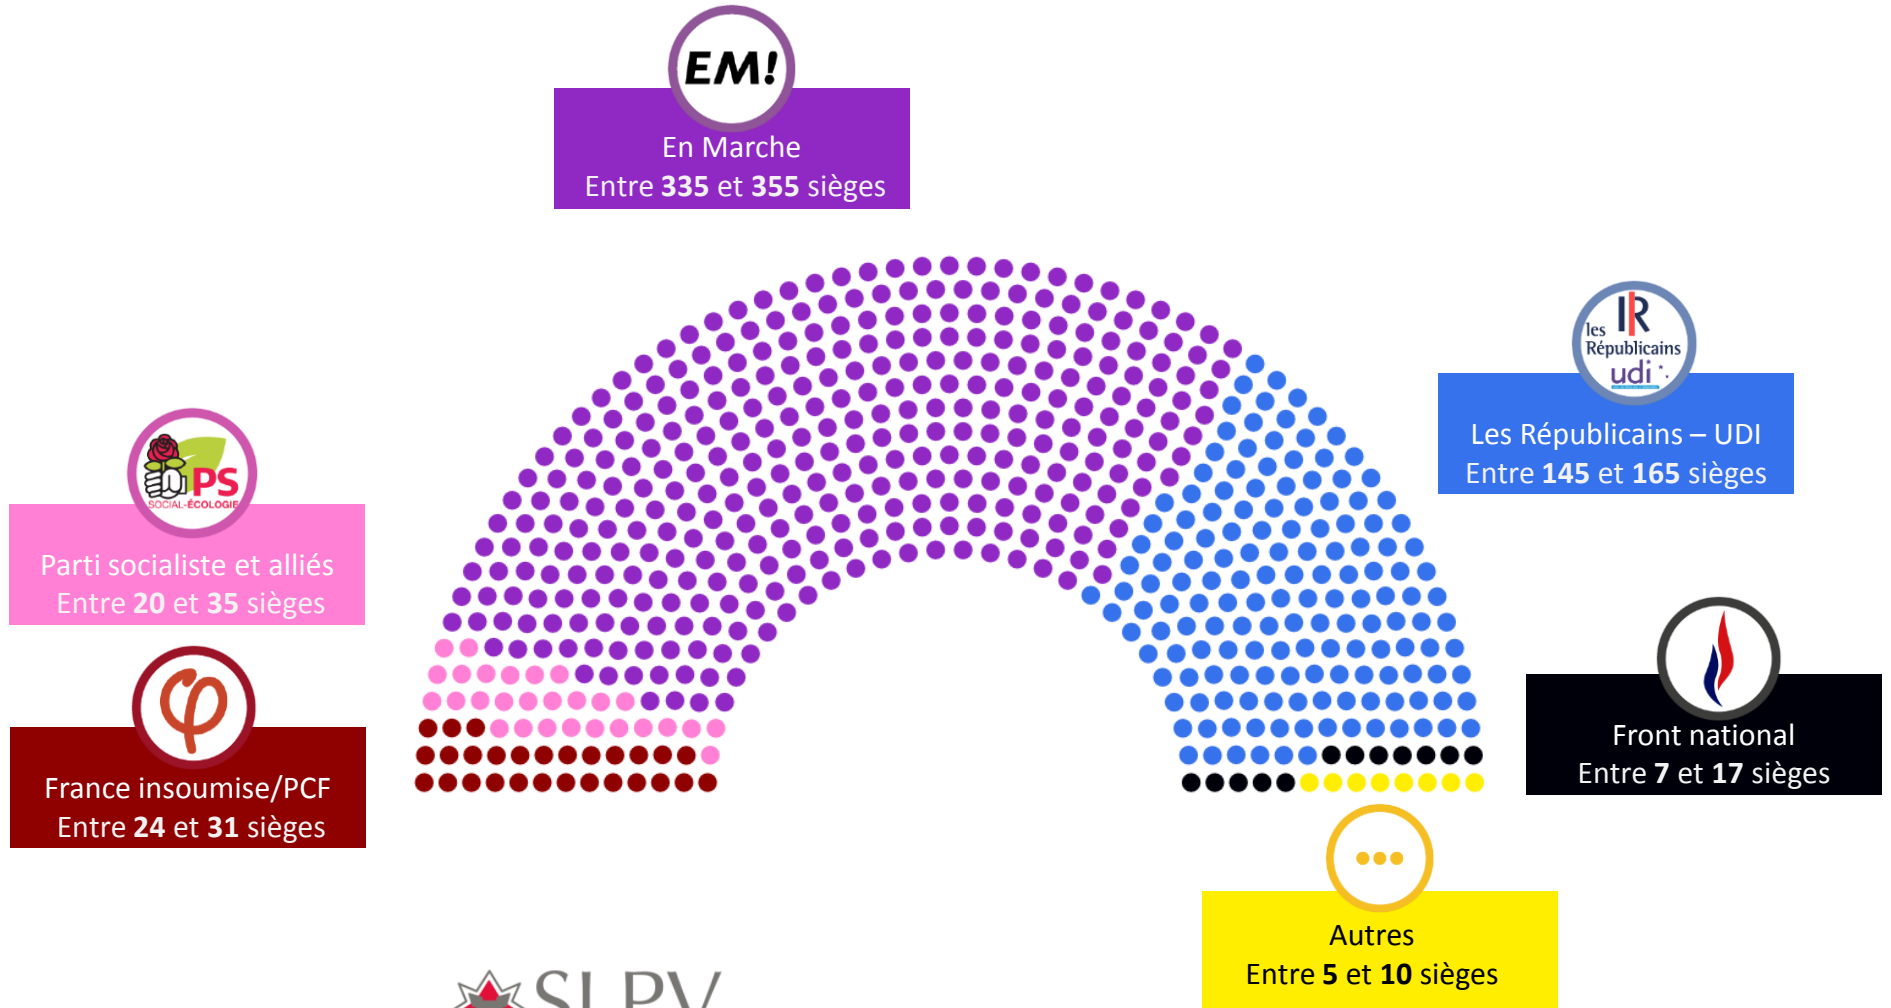 EM!
En Marche
Entre 335 et 355 sièges
les
R
Républicains
udi
Les Républicains – UDI
Entre 145 et 165 sièges
PS
SOCIAL-ÉCOLOGIE
Parti socialiste et alliés
Entre 20 et 35 sièges
φ
France insoumise/PCF
Entre 24 et 31 sièges
Front national
Entre 7 et 17 sièges
Autres
Entre 5 et 10 sièges